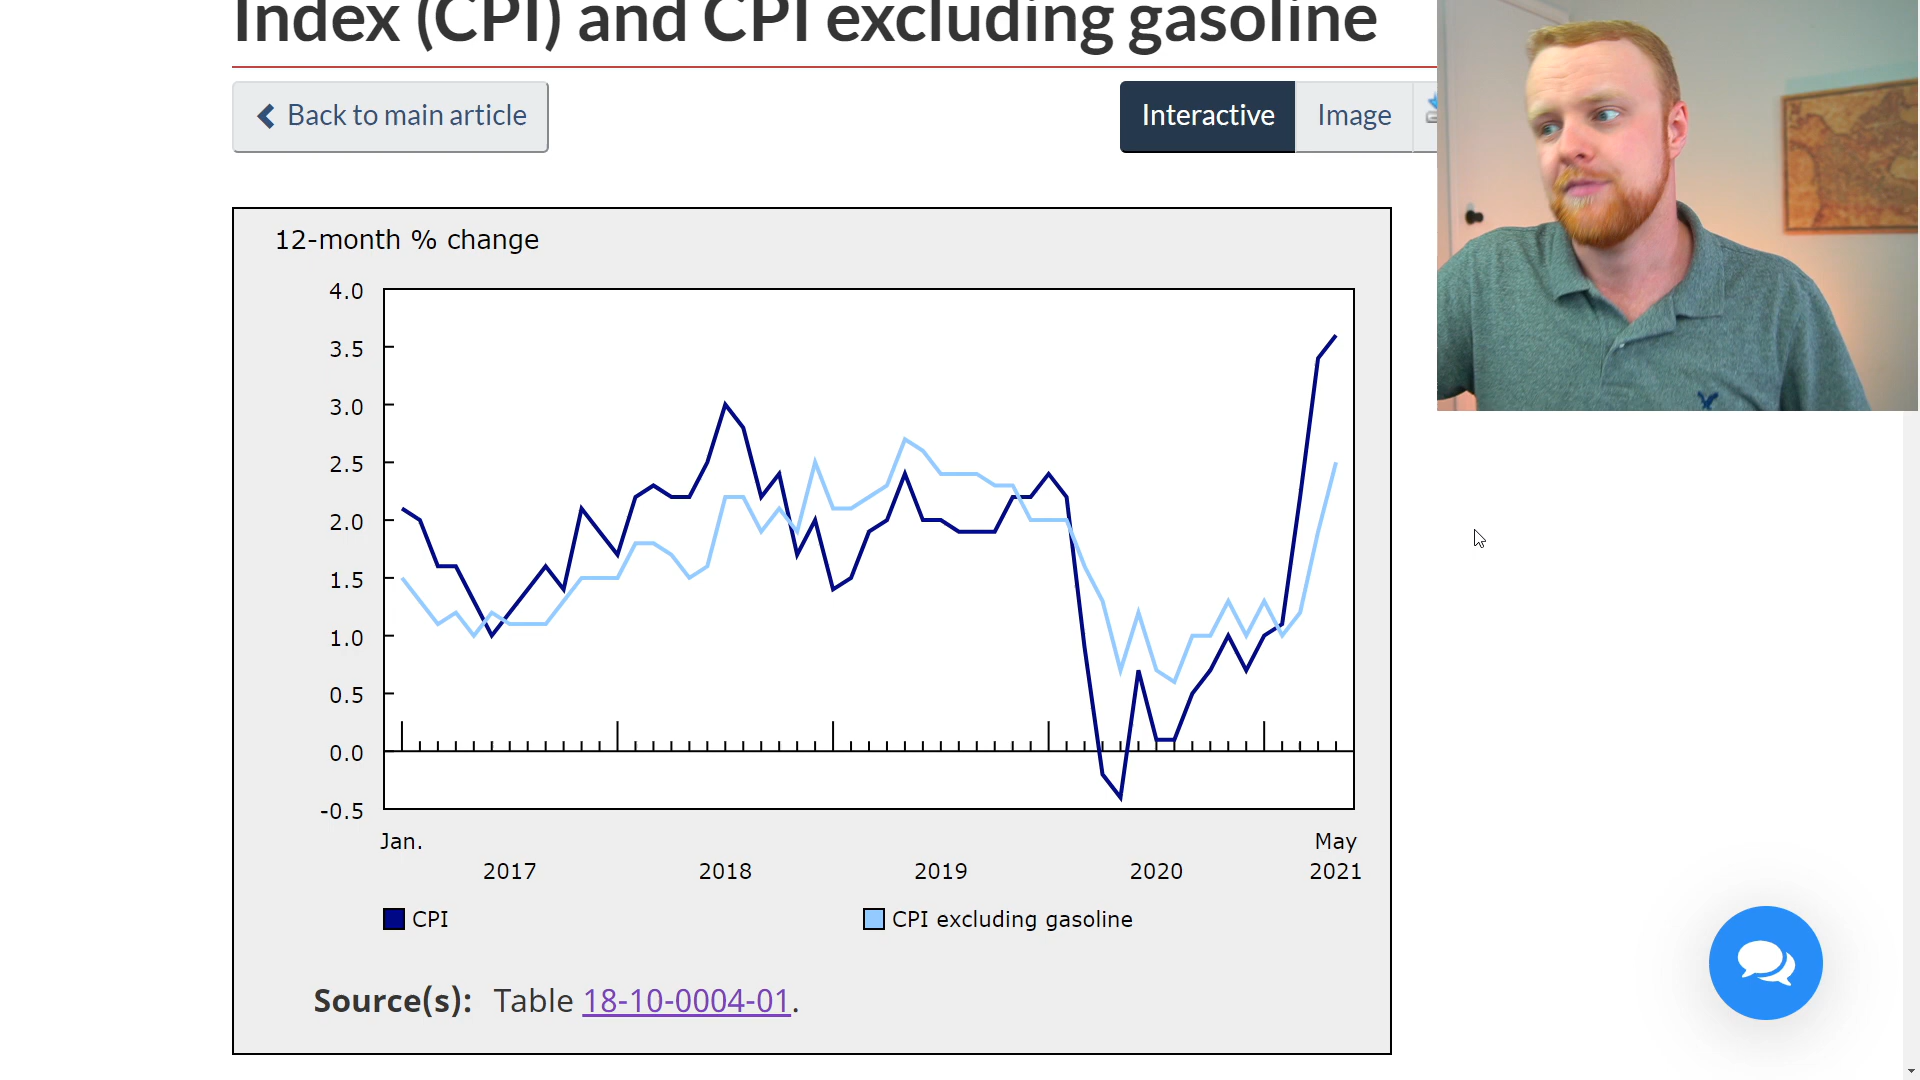 Index (CPI) and CPI excluding gasoline
Back to main article
Interactive
Image
12-month % change
4.0
3.5
3.0
2.5
2.0
1.5
1.0
0.5
0.0
-0.5
Jan.
May
2017
2018
2019
2020
2021
CPI
CPI excluding gasoline
Source(s): Table 18-10-0004-01.